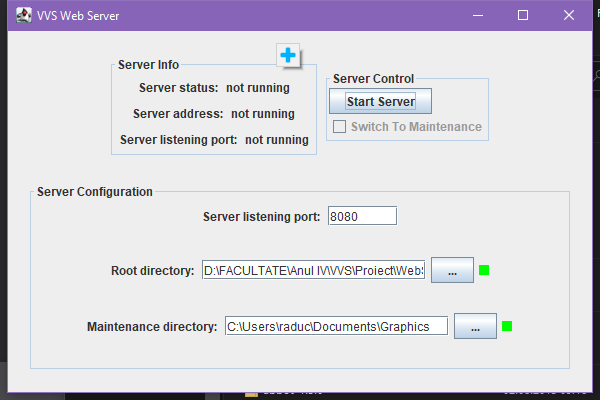 VVS Web Server
Server Info
Server status: not running
Server address: not running
Server listening port: not running
Server Control
Start Server
Switch To Maintenance
Server Configuration
Server listening port: 8080
Root directory: D:\FACULTATE\Anul IV\VVS\Proiect\WebS ...
Maintenance directory: C:\Users\raduc\Documents\Graphics ...